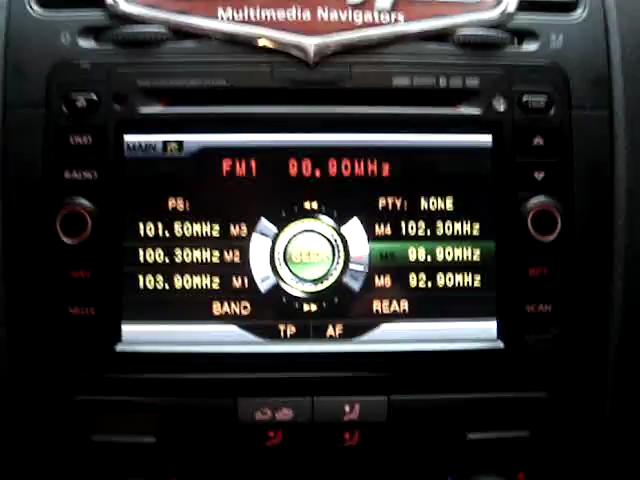 Multimedia Navigators
DVD
RADIO
MAIN
FM1 98.90MHz
PS: PTY: NONE
101.50MHz M3 M4 102.30MHz
100.30MHz M2 M5 98.90MHz
103.90MHz M1 M6 92.90MHz
BAND REAR
TP AF
SCAN